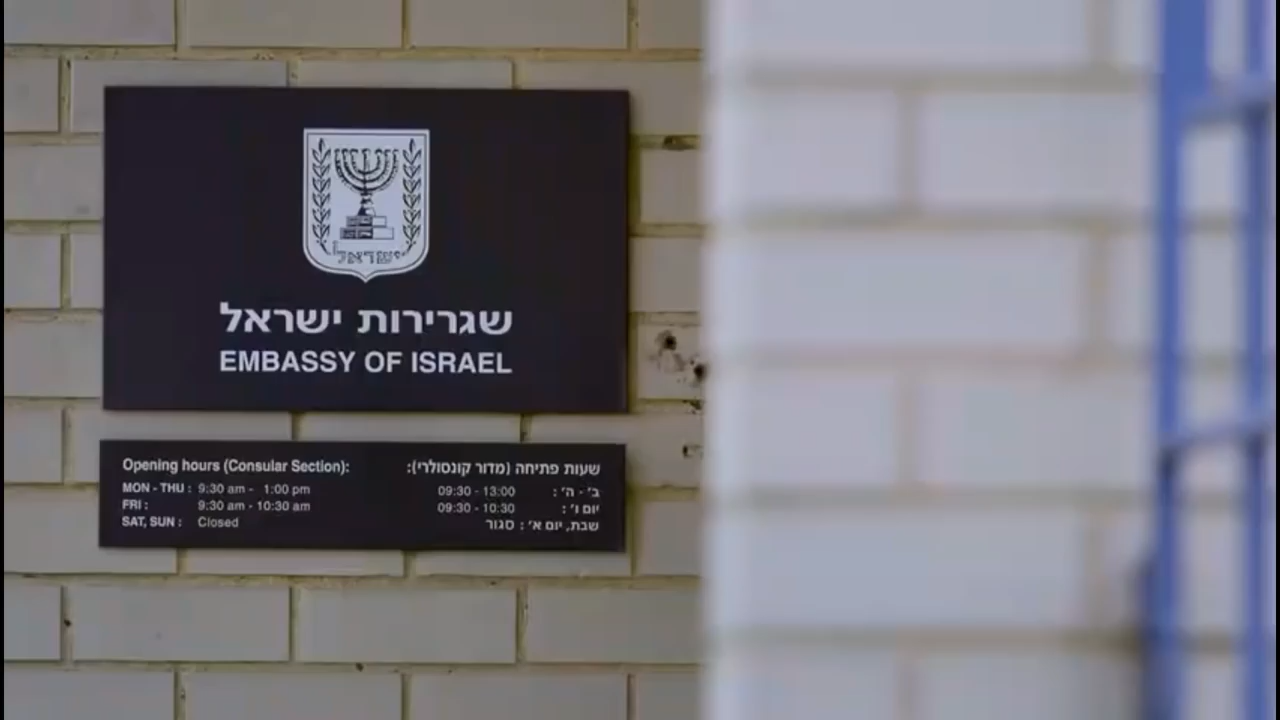 ישראל
שגרירות ישראל
EMBASSY OF ISRAEL
Opening hours (Consular Section):
MON - THU : 9:30 am - 1:00 pm
FRI : 9:30 am - 10:30 am
SAT, SUN : Closed
שעות פתיחה (מדור קונסולרי):
ב׳ - ה׳ : 09:30 - 13:00
יום ו׳ : 09:30 - 10:30
שבת, יום א׳ : סגור